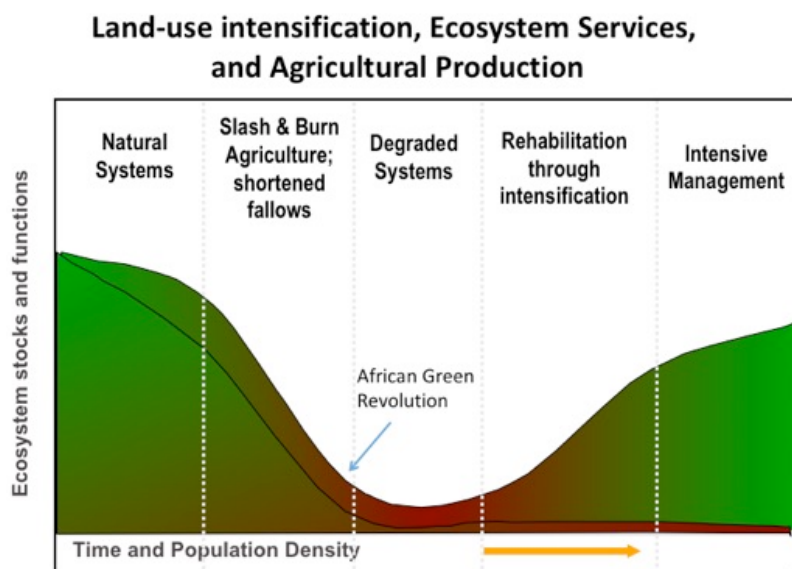 Land-use intensification, Ecosystem Services,
and Agricultural Production
Natural
Systems
Slash & Burn
Agriculture;
shortened
fallows
Degraded
Systems
Rehabilitation
through
intensification
Intensive
Management
Ecosystem stocks and functions
African Green
Revolution
Time and Population Density